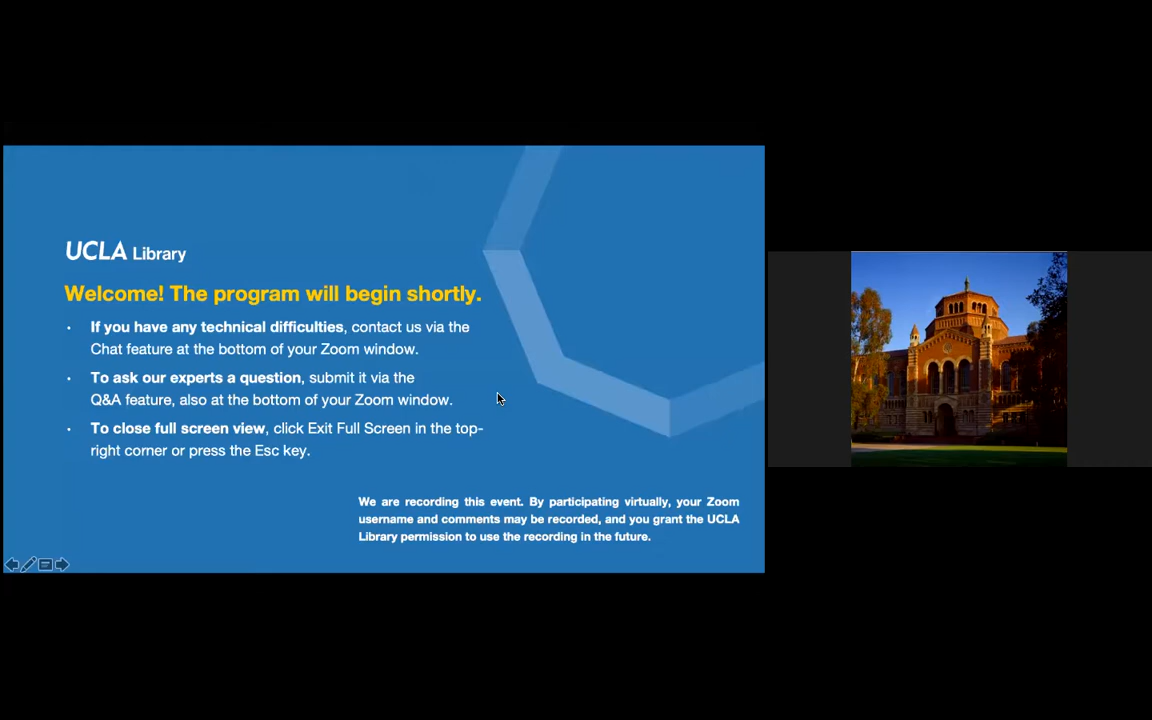 UCLA Library
Welcome! The program will begin shortly.
• If you have any technical difficulties, contact us via the
Chat feature at the bottom of your Zoom window.
• To ask our experts a question, submit it via the
Q&A feature, also at the bottom of your Zoom window.
• To close full screen view, click Exit Full Screen in the top-
right corner or press the Esc key.
We are recording this event. By participating virtually, your Zoom
username and comments may be recorded, and you grant the UCLA
Library permission to use the recording in the future.